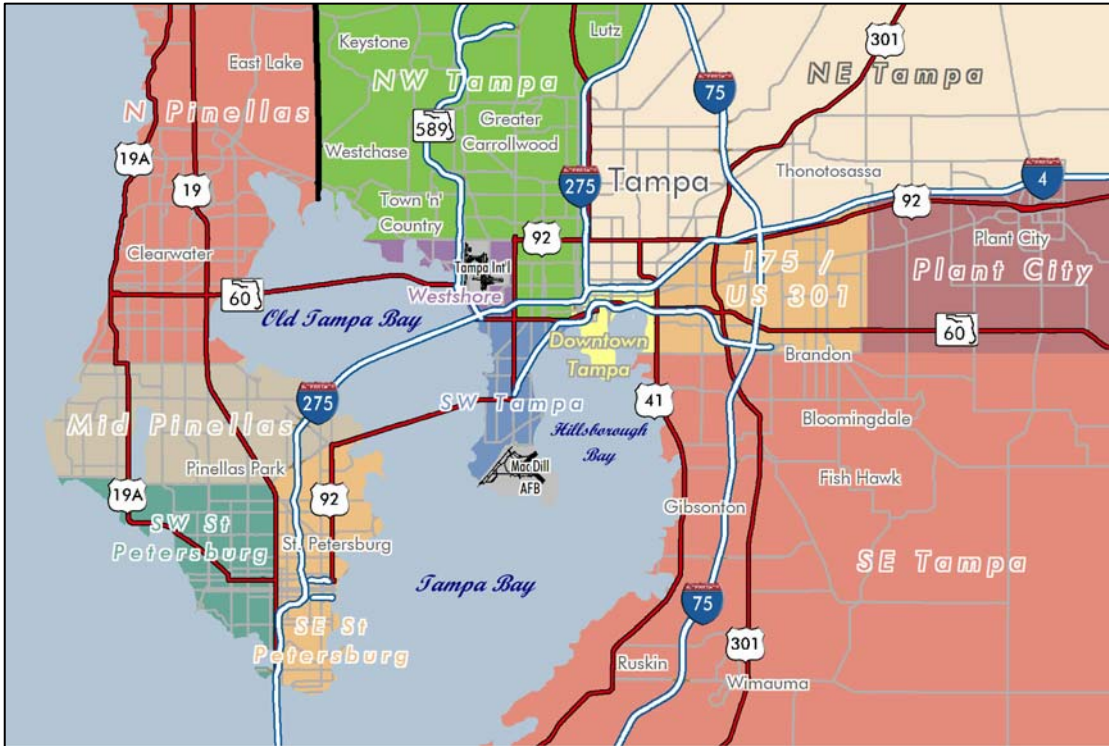 301
Keystone
Lutz
East Lake
NW Tampa
NE Tampa
75
N Pinellas
589
Greater
Carrollwood
Westchase
19A
Thonotosassa
Tampa
4
19
275
92
Town 'n'
Country
92
Plant City
Clearwater
Tampa Int'l
I75 /
US 301
Plant City
60
Westshore
Old Tampa Bay
60
Downtown
Tampa
Brandon
275
SW Tampa
41
Mid Pinellas
Hillsborough
Bay
Bloomingdale
Pinellas Park
Mac Dill
AFB
Fish Hawk
19A
92
Gibsonton
SW St
Petersburg
St. Petersburg
SE Tampa
Tampa Bay
75
SE St
Petersburg
301
Ruskin
Wimauma